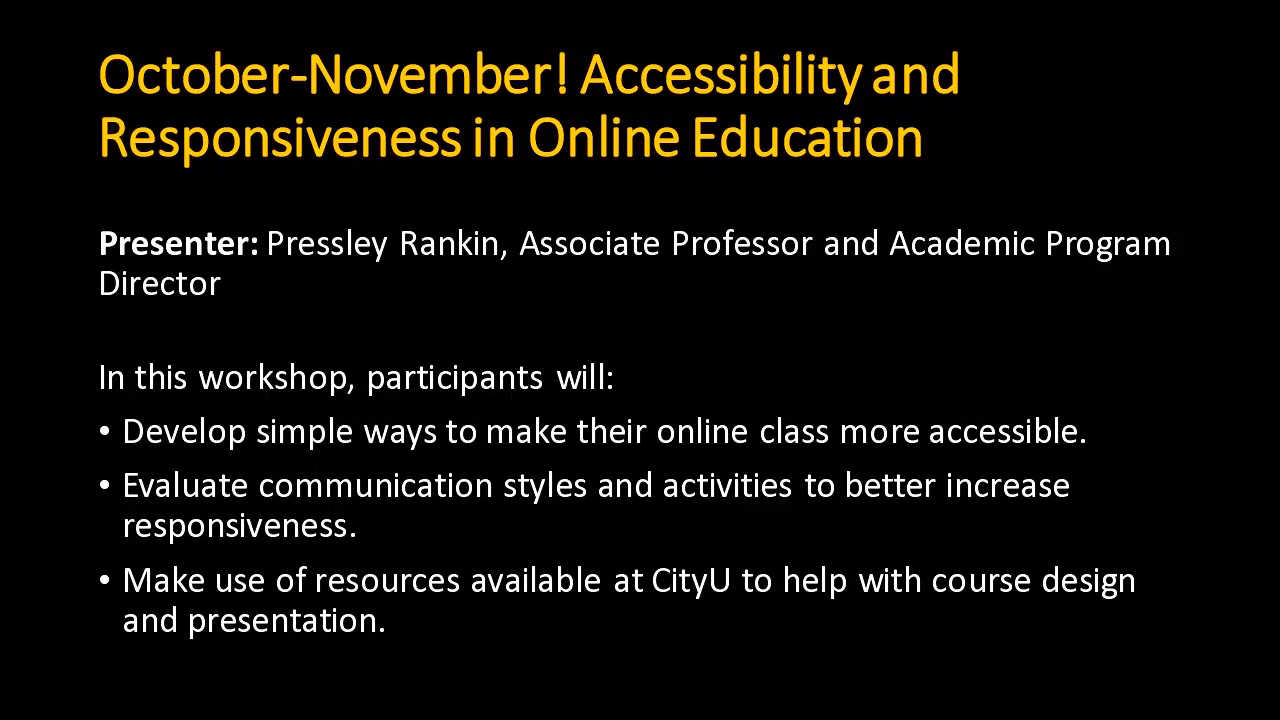 October-November! Accessibility and
Responsiveness in Online Education
Presenter: Pressley Rankin, Associate Professor and Academic Program
Director
In this workshop, participants will:
• Develop simple ways to make their online class more accessible.
• Evaluate communication styles and activities to better increase
responsiveness.
• Make use of resources available at CityU to help with course design
and presentation.